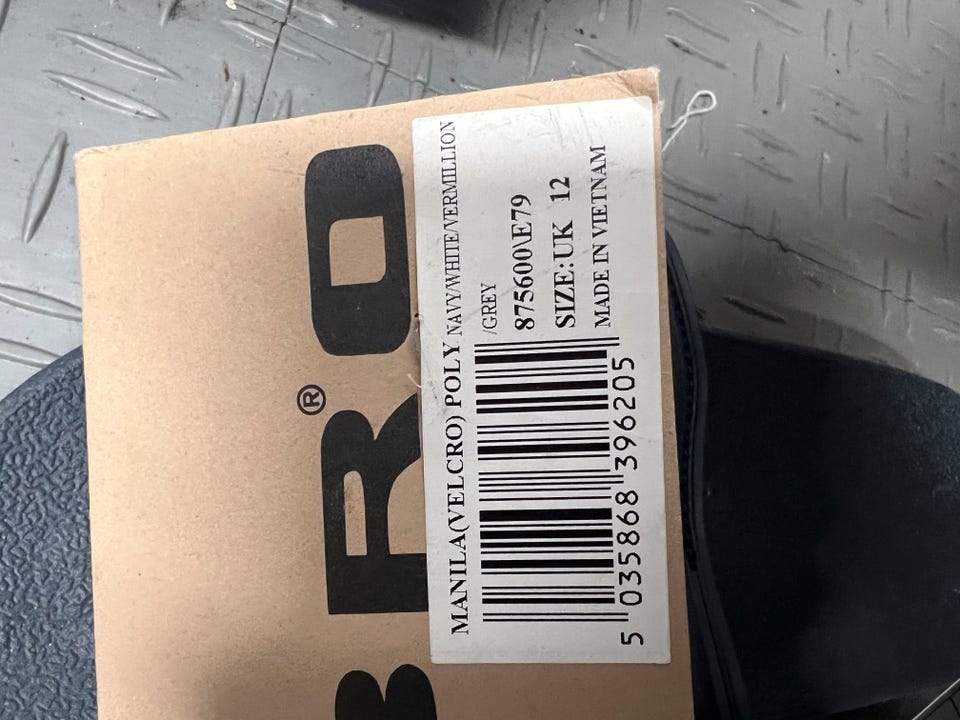 BRO®
MANILA(VELCRO) POLY NAVY/WHITE/VERMILLION
/GREY
875600\E79
SIZE:UK 12
MADE IN VIETNAM
5 035868 396205